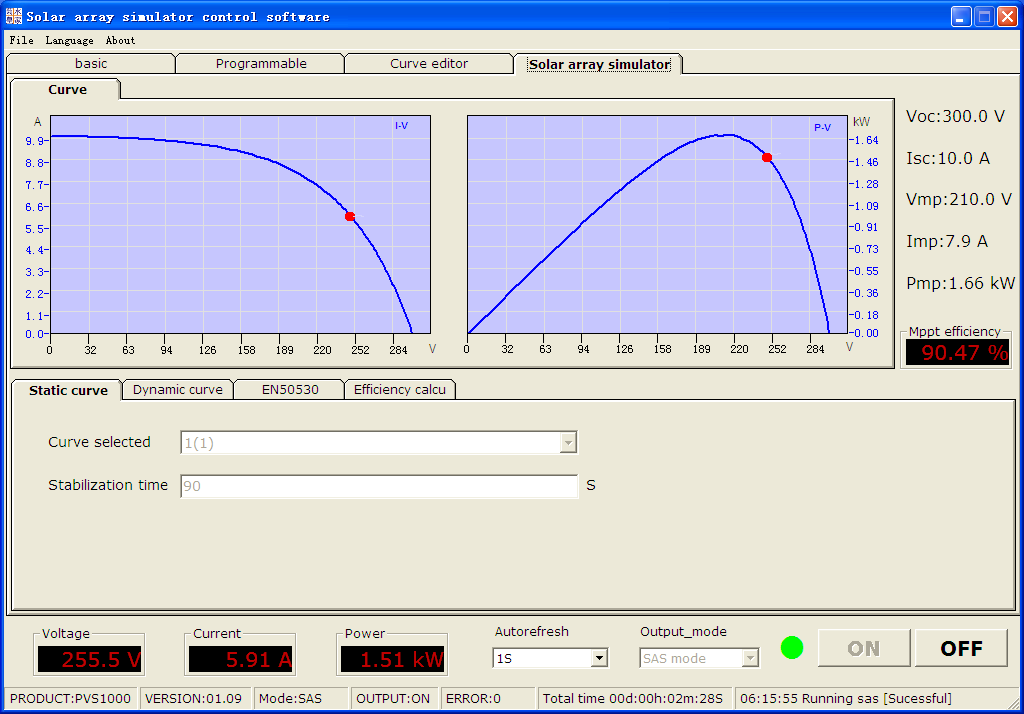 Solar array simulator control software
File Language About
basic Programmable Curve editor Solar array simulator
Curve
A I-V P-V kW
9.9
8.8
7.7
6.6
5.5
4.4
3.3
2.2
1.1
0.0
0 32 63 94 126 158 189 220 252 284 V
1.64
1.46
1.28
1.09
0.91
0.73
0.55
0.36
0.18
0.00
0 32 63 94 126 158 189 220 252 284 V
Voc:300.0 V
Isc:10.0 A
Vmp:210.0 V
Imp:7.9 A
Pmp:1.66 kW
Mppt efficiency
90.47 %
Static curve Dynamic curve EN50530 Efficiency calcu
Curve selected 1(1)
Stabilization time 90 S
Voltage Current Power Autorefresh Output_mode
255.5 V 5.91 A 1.51 kW 1S SAS mode ON OFF
PRODUCT:PVS1000 VERSION:01.09 Mode:SAS OUTPUT:ON ERROR:0 Total time 00d:00h:02m:28S 06:15:55 Running sas [Sucessful]